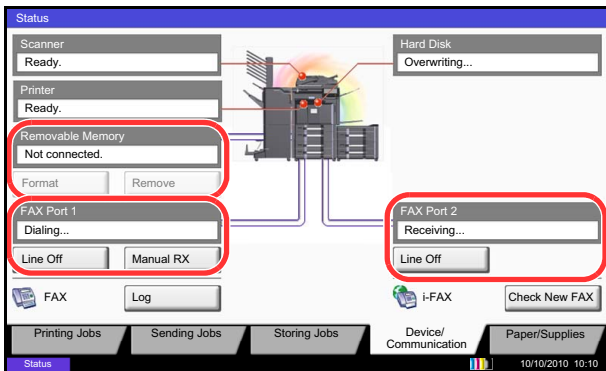 Status
Scanner
Ready.
Hard Disk
Overwriting...
Printer
Ready.
Removable Memory
Not connected.
Format
Remove
FAX Port 1
Dialing...
Line Off
Manual RX
FAX Port 2
Receiving...
Line Off
FAX
Log
i-FAX
Check New FAX
Printing Jobs
Sending Jobs
Storing Jobs
Device/
Communication
Paper/Supplies
Status
10/10/2010 10:10